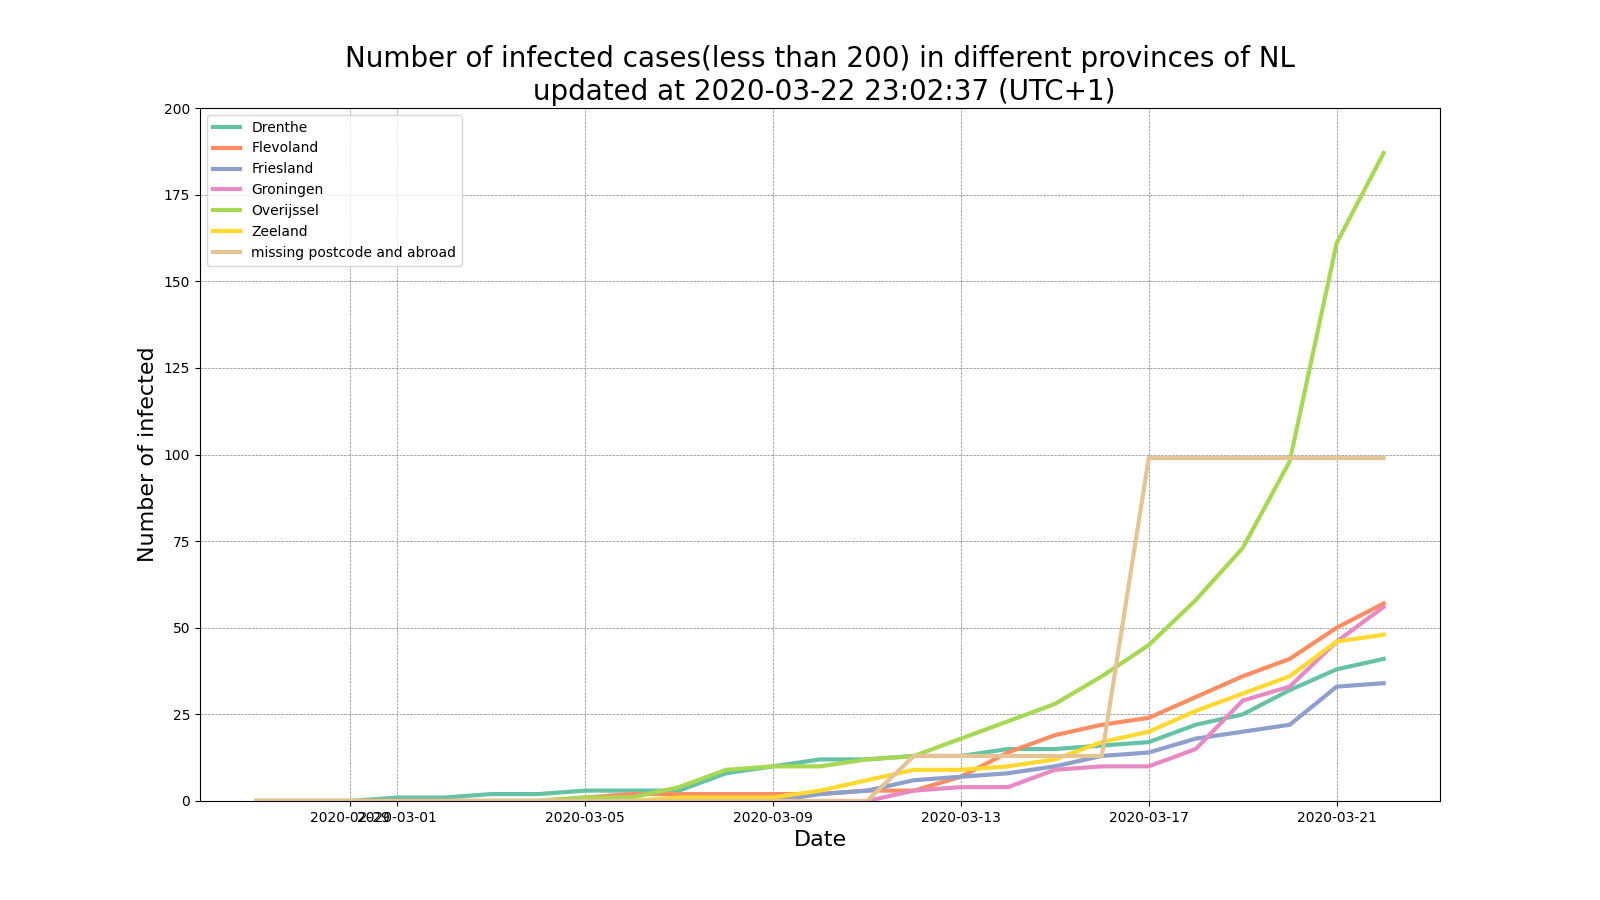 Number of infected cases(less than 200) in different provinces of NL
updated at 2020-03-22 23:02:37 (UTC+1)
200
175
150
125
100
75
50
25
0
Number of infected
Drenthe
Flevoland
Friesland
Groningen
Overijssel
Zeeland
missing postcode and abroad
2020-02-29
2020-03-01
2020-03-05
2020-03-09
2020-03-13
2020-03-17
2020-03-21
Date